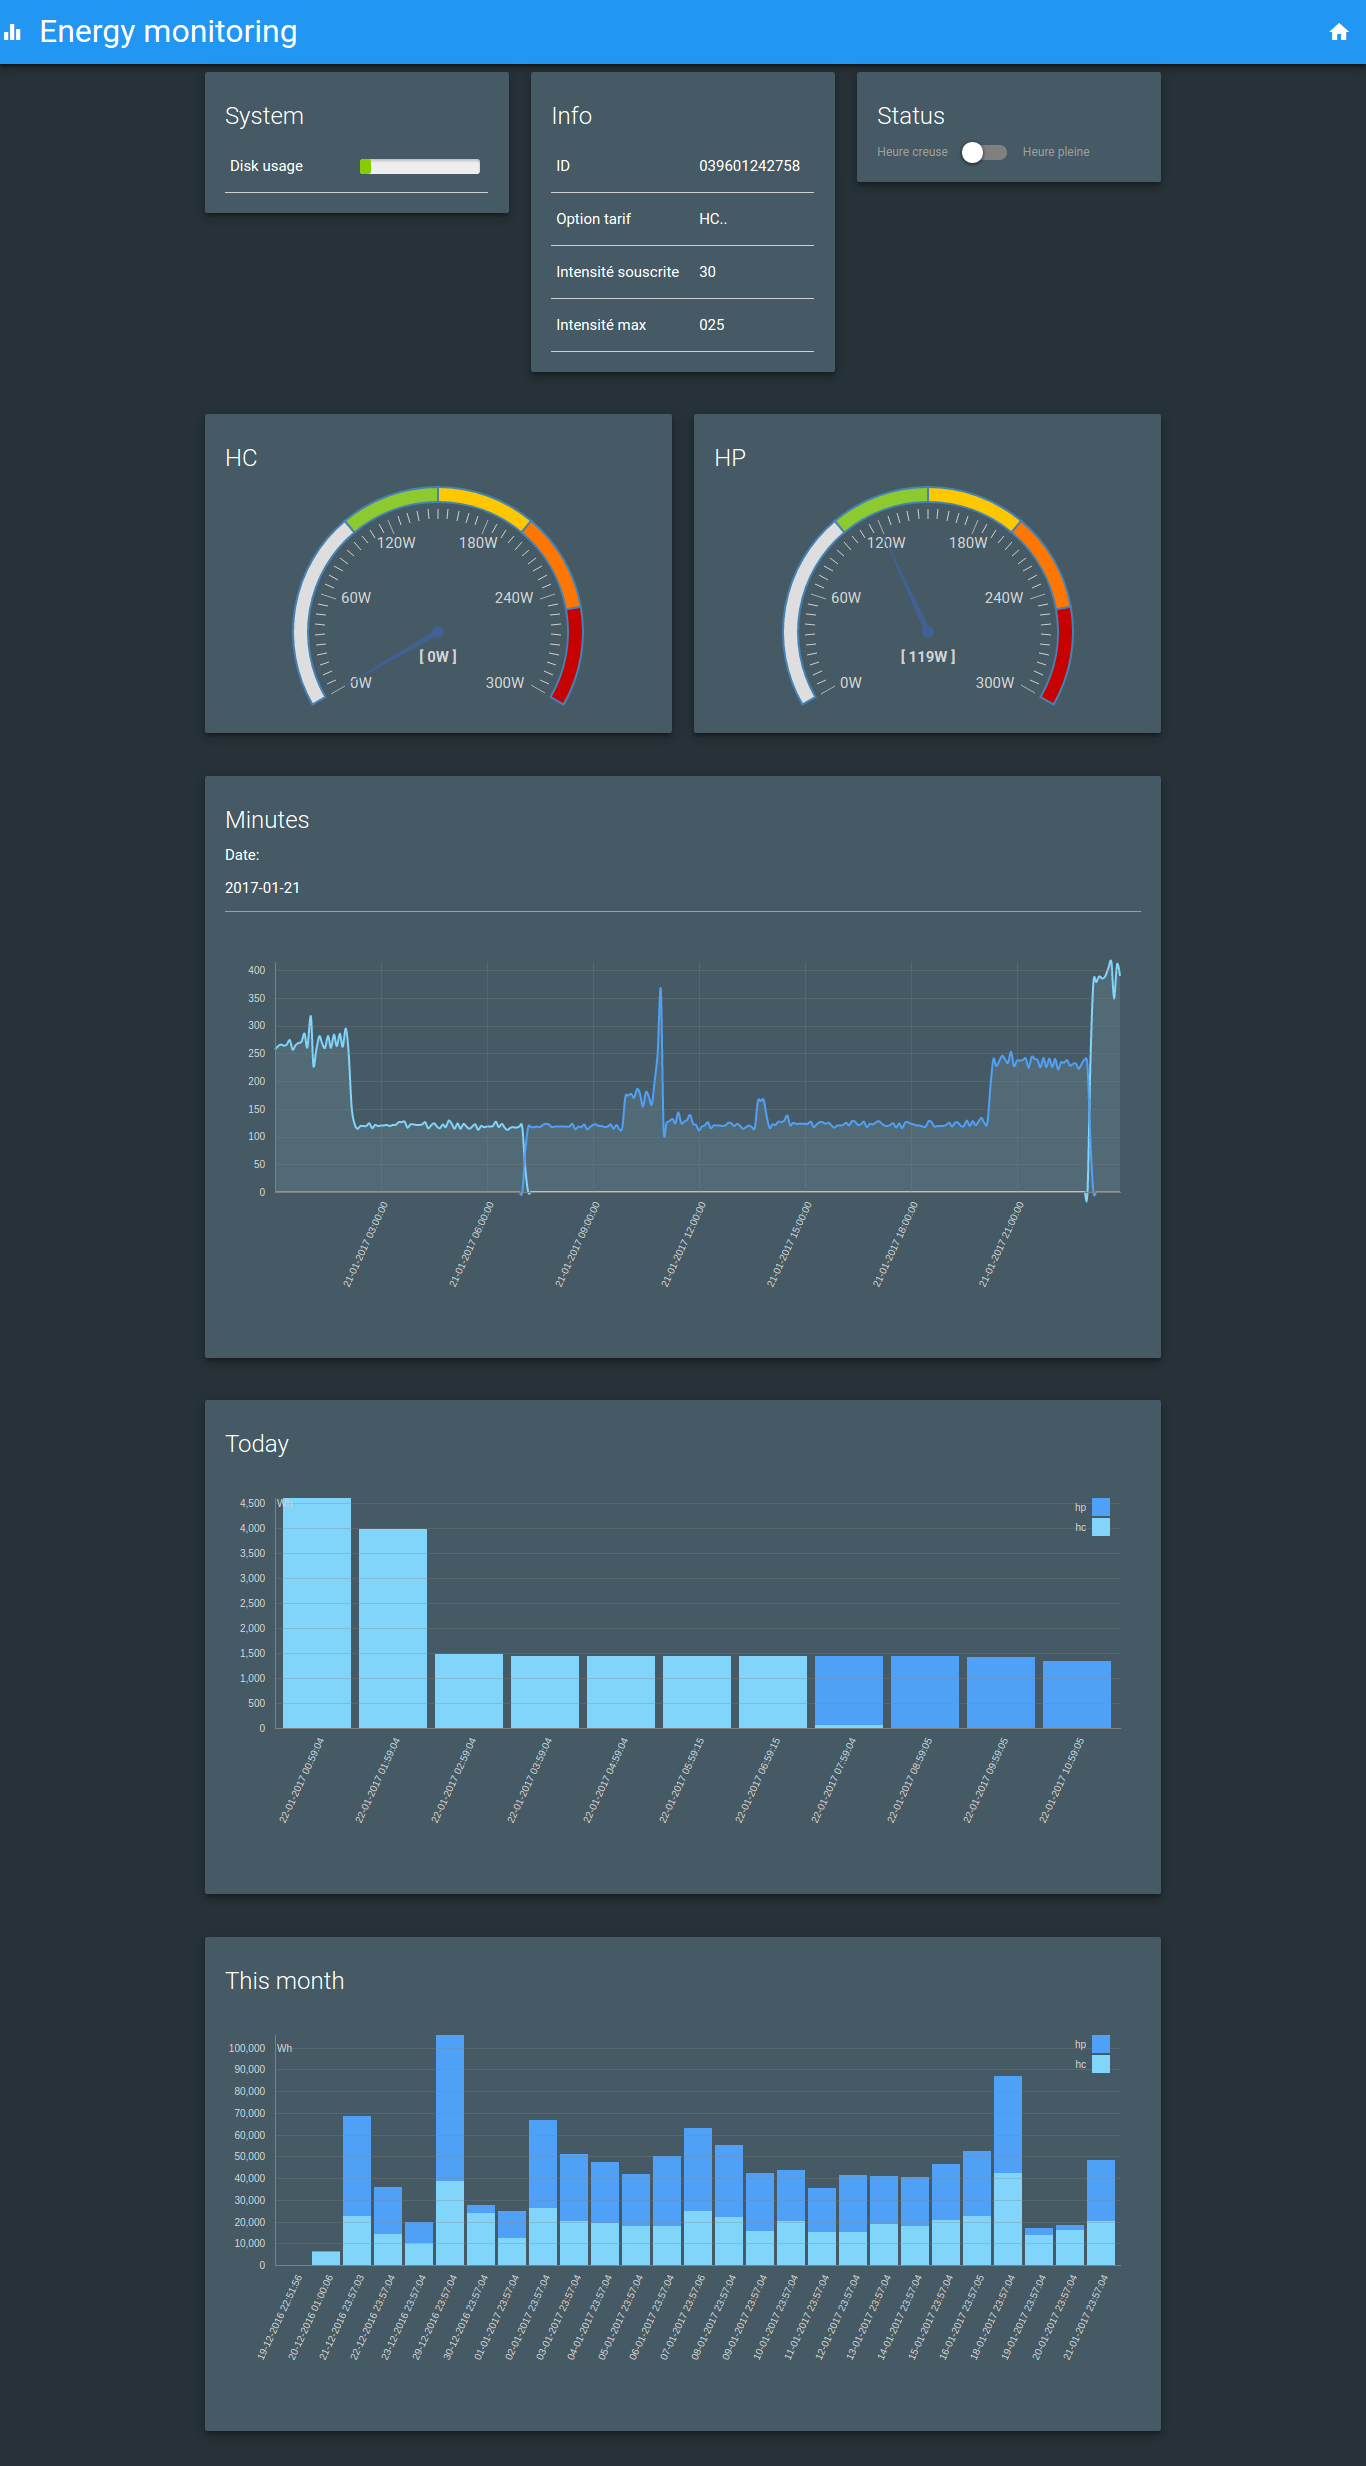 Energy monitoring
System
Disk usage
Info
ID 039601242758
Option tarif HC..
Intensité souscrite 30
Intensité max 025
Status
Heure creuse Heure pleine
HC
120W 180W
60W 240W
[ 0W ]
0W 300W
HP
120W 180W
60W 240W
[ 119W ]
0W 300W
Minutes
Date:
2017-01-21
400
350
300
250
200
150
100
50
0
21-01-2017 03:00:00
21-01-2017 06:00:00
21-01-2017 09:00:00
21-01-2017 12:00:00
21-01-2017 15:00:00
21-01-2017 18:00:00
21-01-2017 21:00:00
Today
4,500 Wh
4,000
3,500
3,000
2,500
2,000
1,500
1,000
500
0
hp
hc
22-01-2017 00:59:04
22-01-2017 01:59:04
22-01-2017 02:59:04
22-01-2017 03:59:04
22-01-2017 04:59:04
22-01-2017 05:59:15
22-01-2017 06:59:15
22-01-2017 07:59:04
22-01-2017 08:59:05
22-01-2017 09:59:05
22-01-2017 10:59:05
This month
100,000 Wh
90,000
80,000
70,000
60,000
50,000
40,000
30,000
20,000
10,000
0
hp
hc
19-12-2016 22:51:56
20-12-2016 01:00:06
21-12-2016 23:57:03
22-12-2016 23:57:04
23-12-2016 23:57:04
29-12-2016 23:57:04
30-12-2016 23:57:04
01-01-2017 23:57:04
02-01-2017 23:57:04
03-01-2017 23:57:04
04-01-2017 23:57:04
05-01-2017 23:57:04
06-01-2017 23:57:04
07-01-2017 23:57:06
08-01-2017 23:57:04
09-01-2017 23:57:04
10-01-2017 23:57:04
11-01-2017 23:57:04
12-01-2017 23:57:04
13-01-2017 23:57:04
14-01-2017 23:57:04
15-01-2017 23:57:04
16-01-2017 23:57:05
18-01-2017 23:57:04
19-01-2017 23:57:04
20-01-2017 23:57:04
21-01-2017 23:57:04